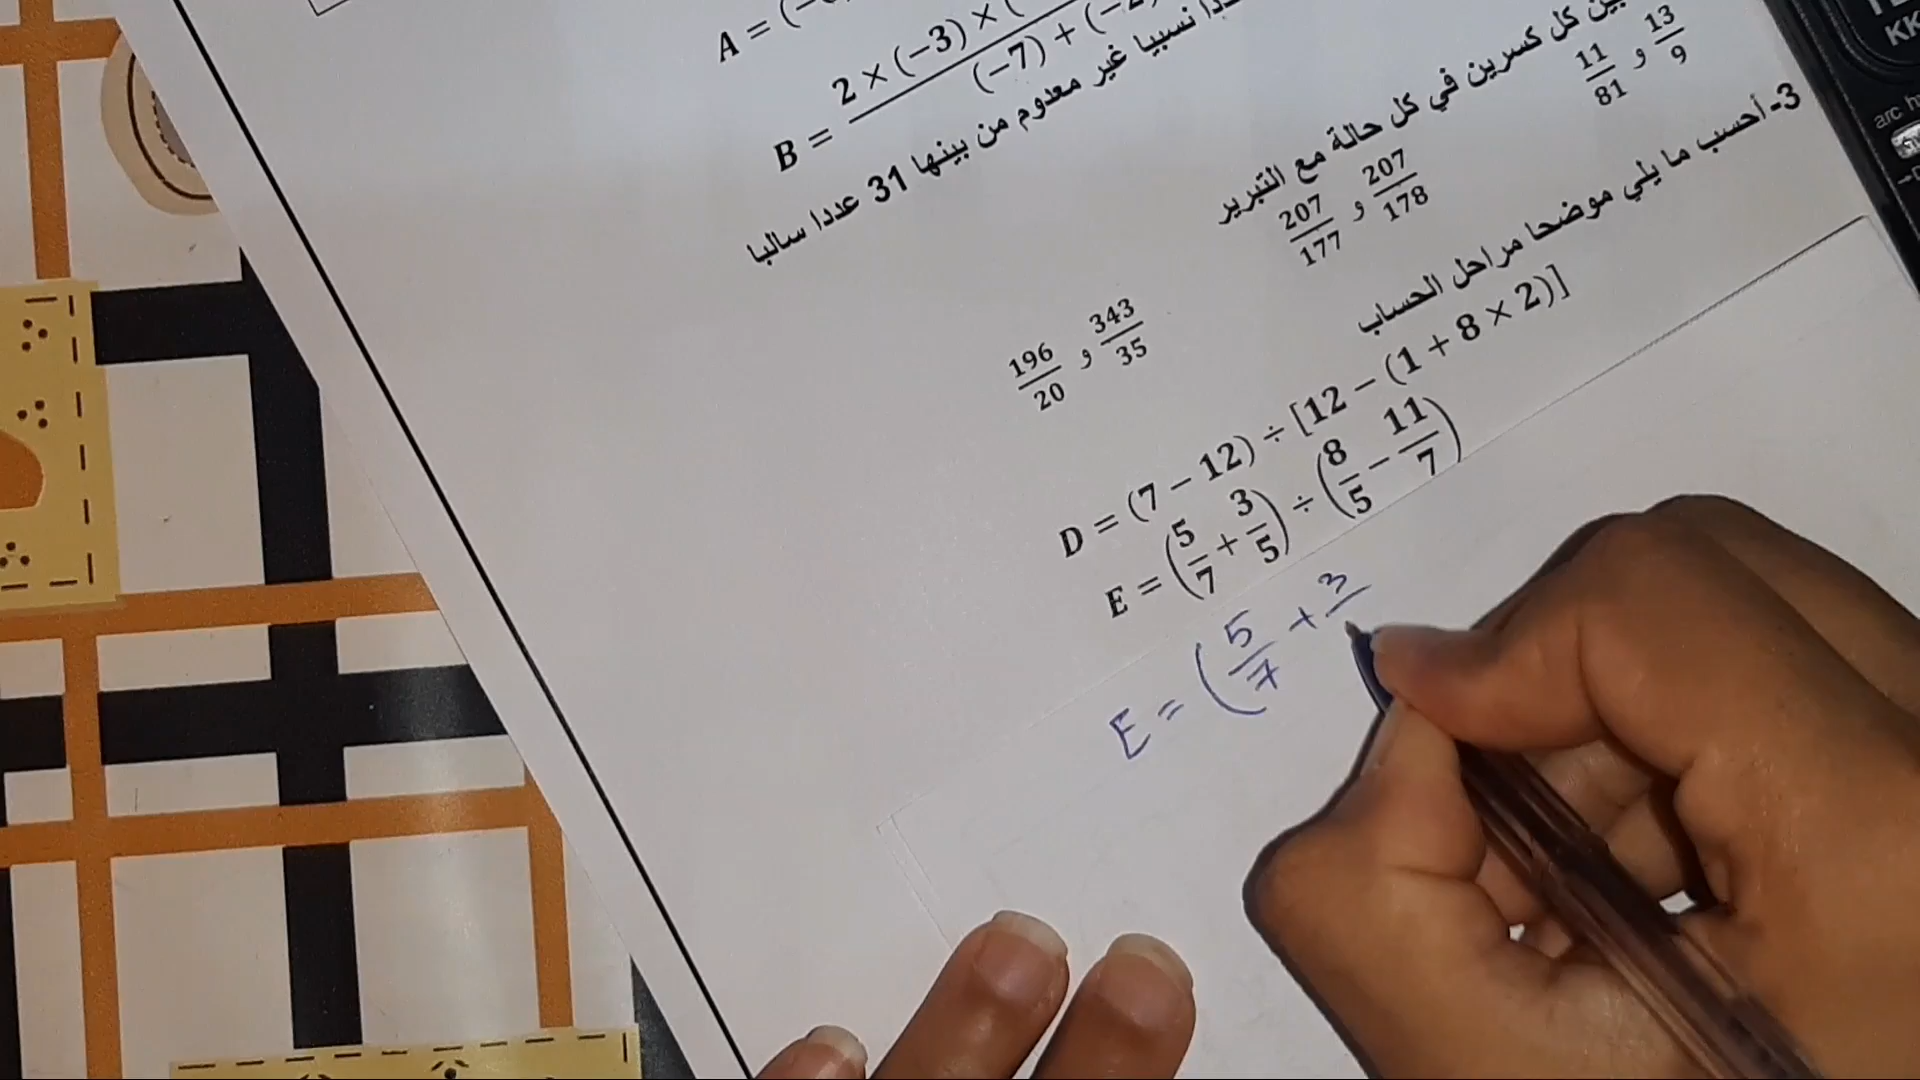 A = (−
B = 2 × (−3) × ( / (−7) + (−2
نسبيا غير معدوم من بينها 31 عددا سالبا
بين كل كسرين في كل حالة مع التبرير
13/9 و 11/81
207/178 و 207/177
343/35 و 196/20
3- أحسب ما يلي موضحا مراحل الحساب
D = (7 − 12) ÷ [12 − (1 + 8 × 2)]
E = (5/7 + 3/5) ÷ (8/5 − 11/7)
E = (5/7 + 3/
KK
arc